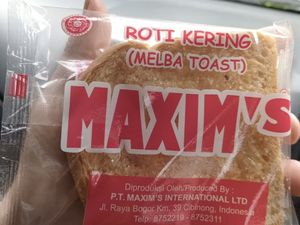 ROTI KERING
(MELBA TOAST)
MAXIM'S
Diproduksi Oleh/Produced By :
P.T. MAXIM'S INTERNATIONAL LTD
Jl. Raya Bogor Km. 39 Cibinong, Indonesia
Telp. 8752219 - 8752311